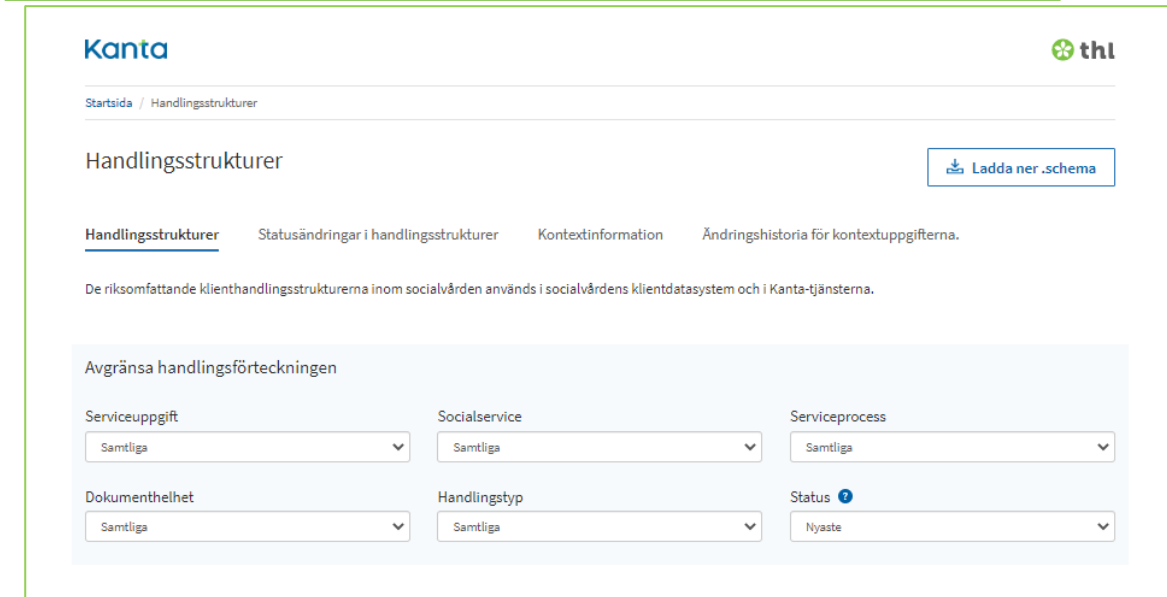 Kanta
thl
Startsida / Handlingsstrukturer
Handlingsstrukturer
Ladda ner .schema
Handlingsstrukturer Statusändringar i handlingsstrukturer Kontextinformation Ändringshistoria för kontextuppgifterna.
De riksomfattande klienthandlingsstrukturerna inom socialvården används i socialvårdens klientdatasystem och i Kanta-tjänsterna.
Avgränsa handlingsförteckningen
Serviceuppgift Socialservice Serviceprocess
Samtliga Samtliga Samtliga
Dokumenthelhet Handlingstyp Status ?
Samtliga Samtliga Nyaste